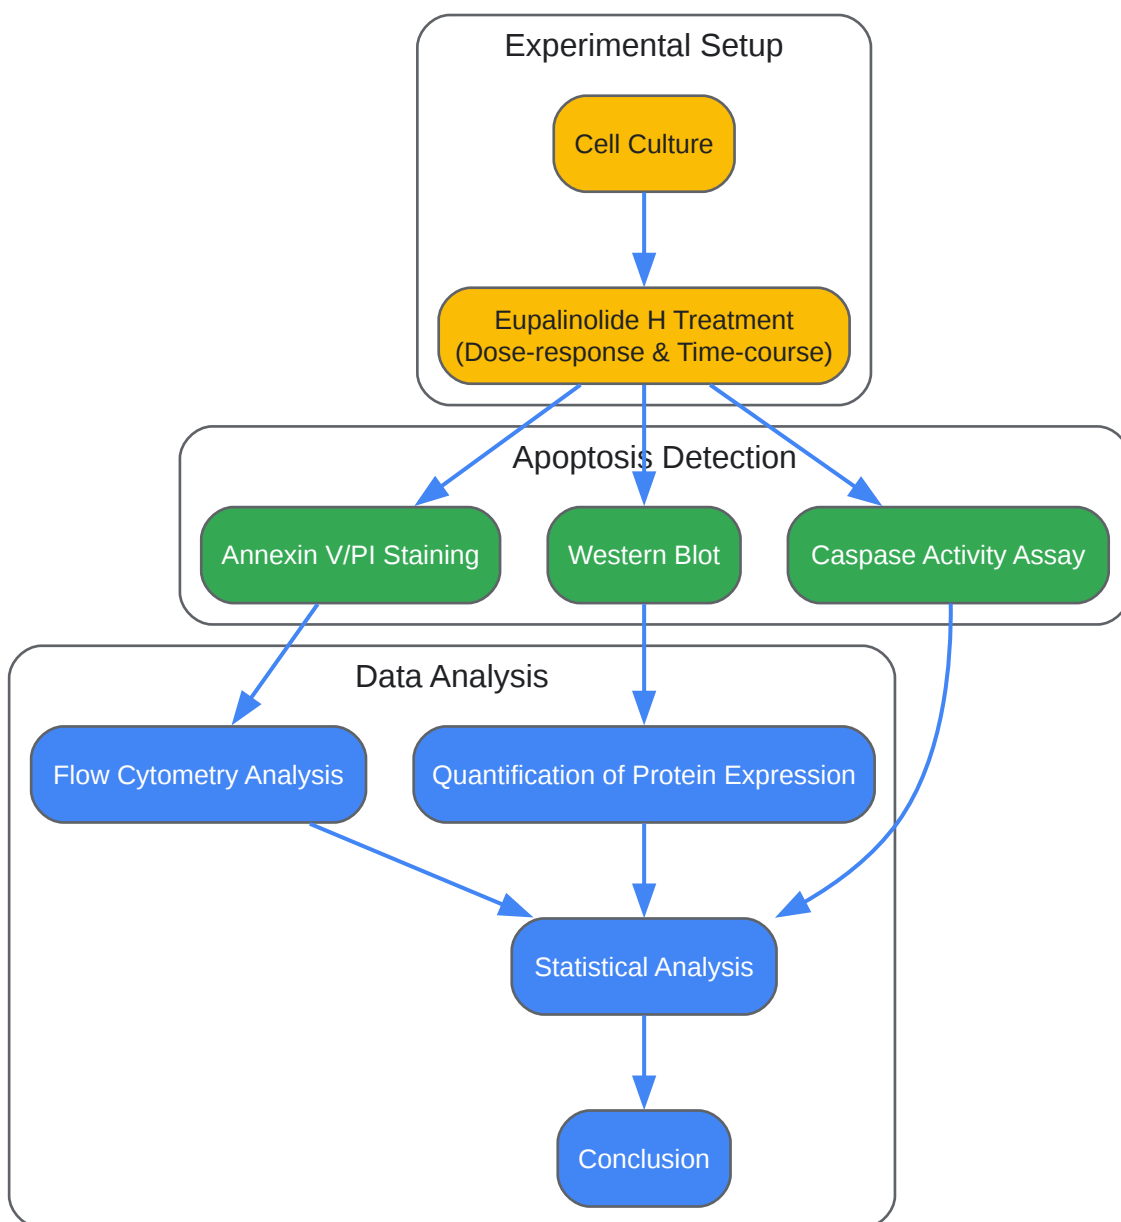 Experimental Setup
Cell Culture
Eupalinolide H Treatment
(Dose-response & Time-course)
Apoptosis Detection
Annexin V/PI Staining
Western Blot
Caspase Activity Assay
Data Analysis
Flow Cytometry Analysis
Quantification of Protein Expression
Statistical Analysis
Conclusion